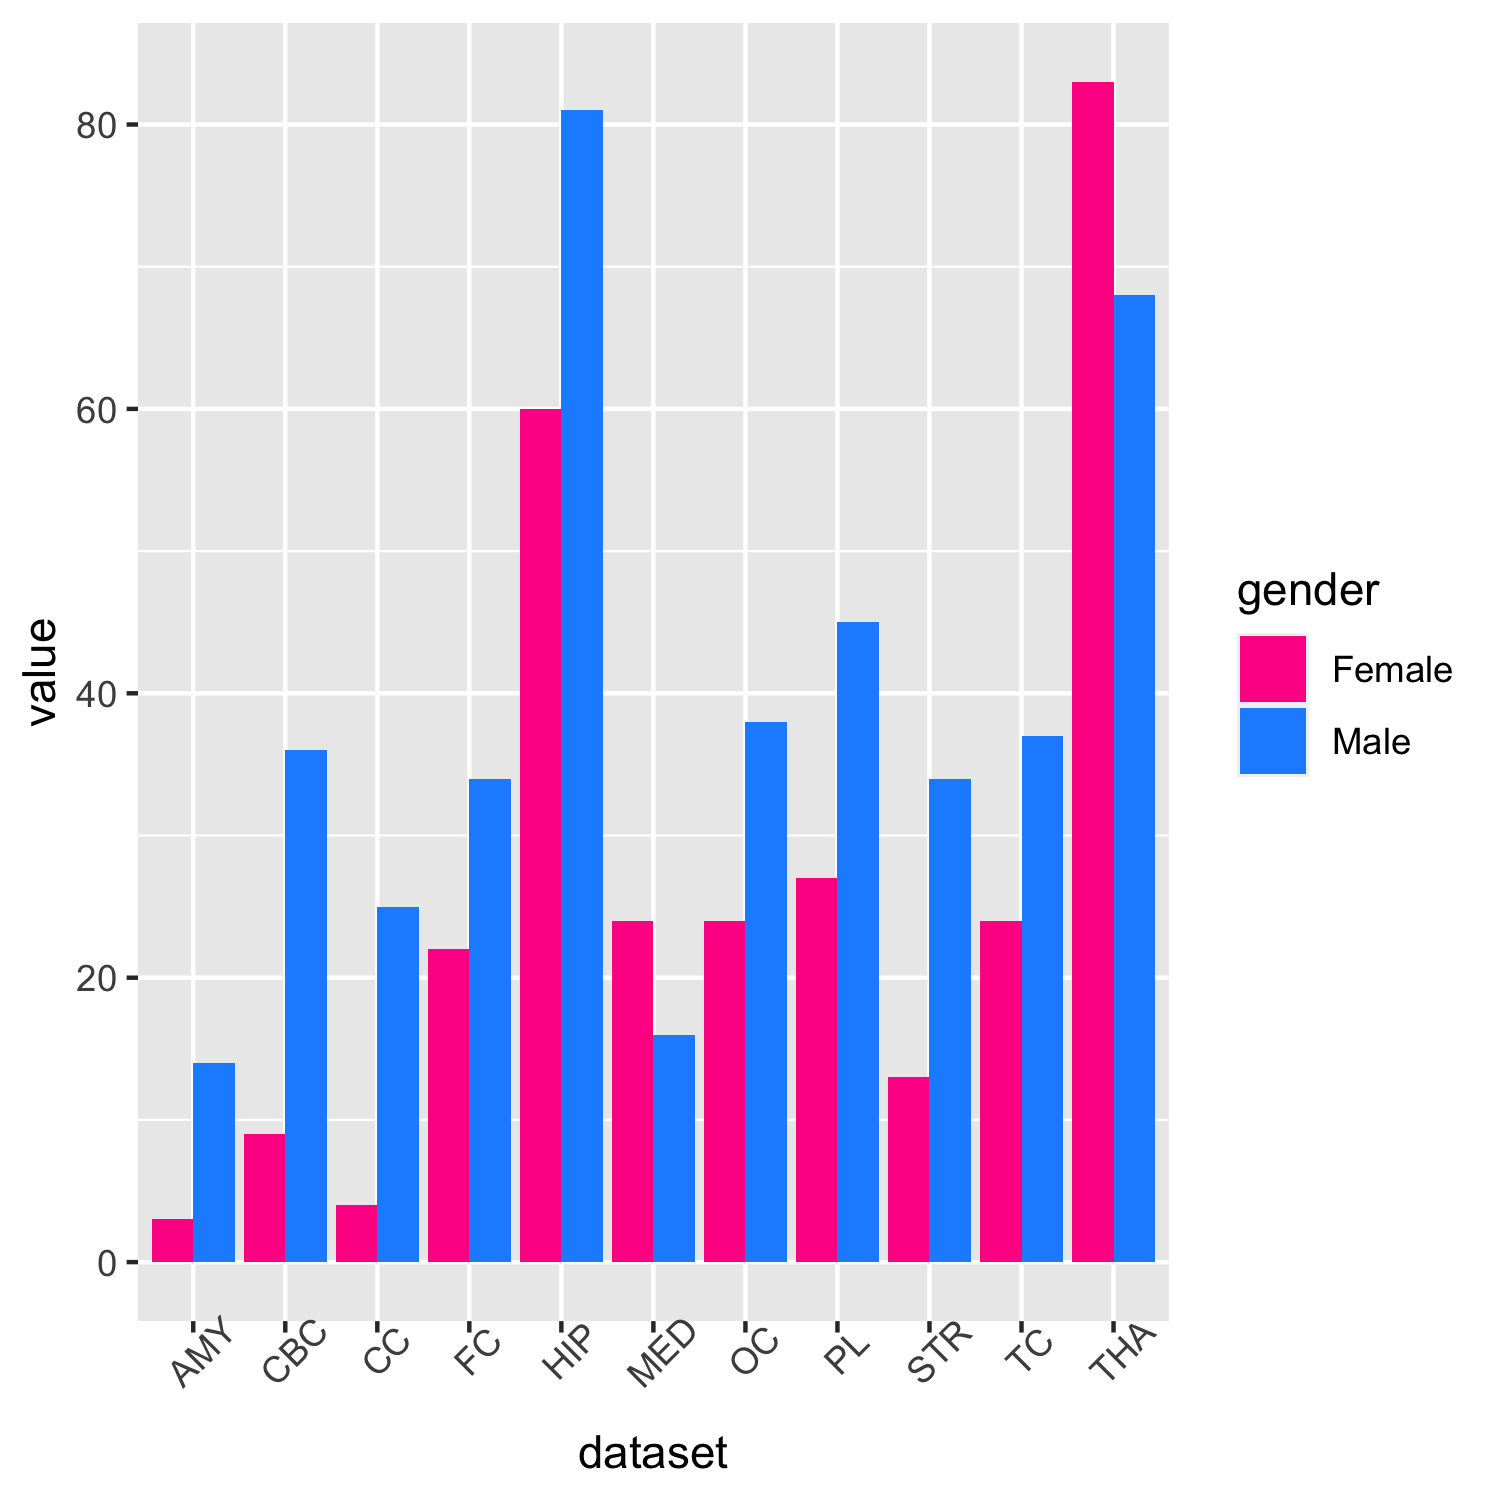 80
60
40
20
0
value
AMY CBC CC FC HIP MED OC PL STR TC THA
dataset
gender
Female
Male